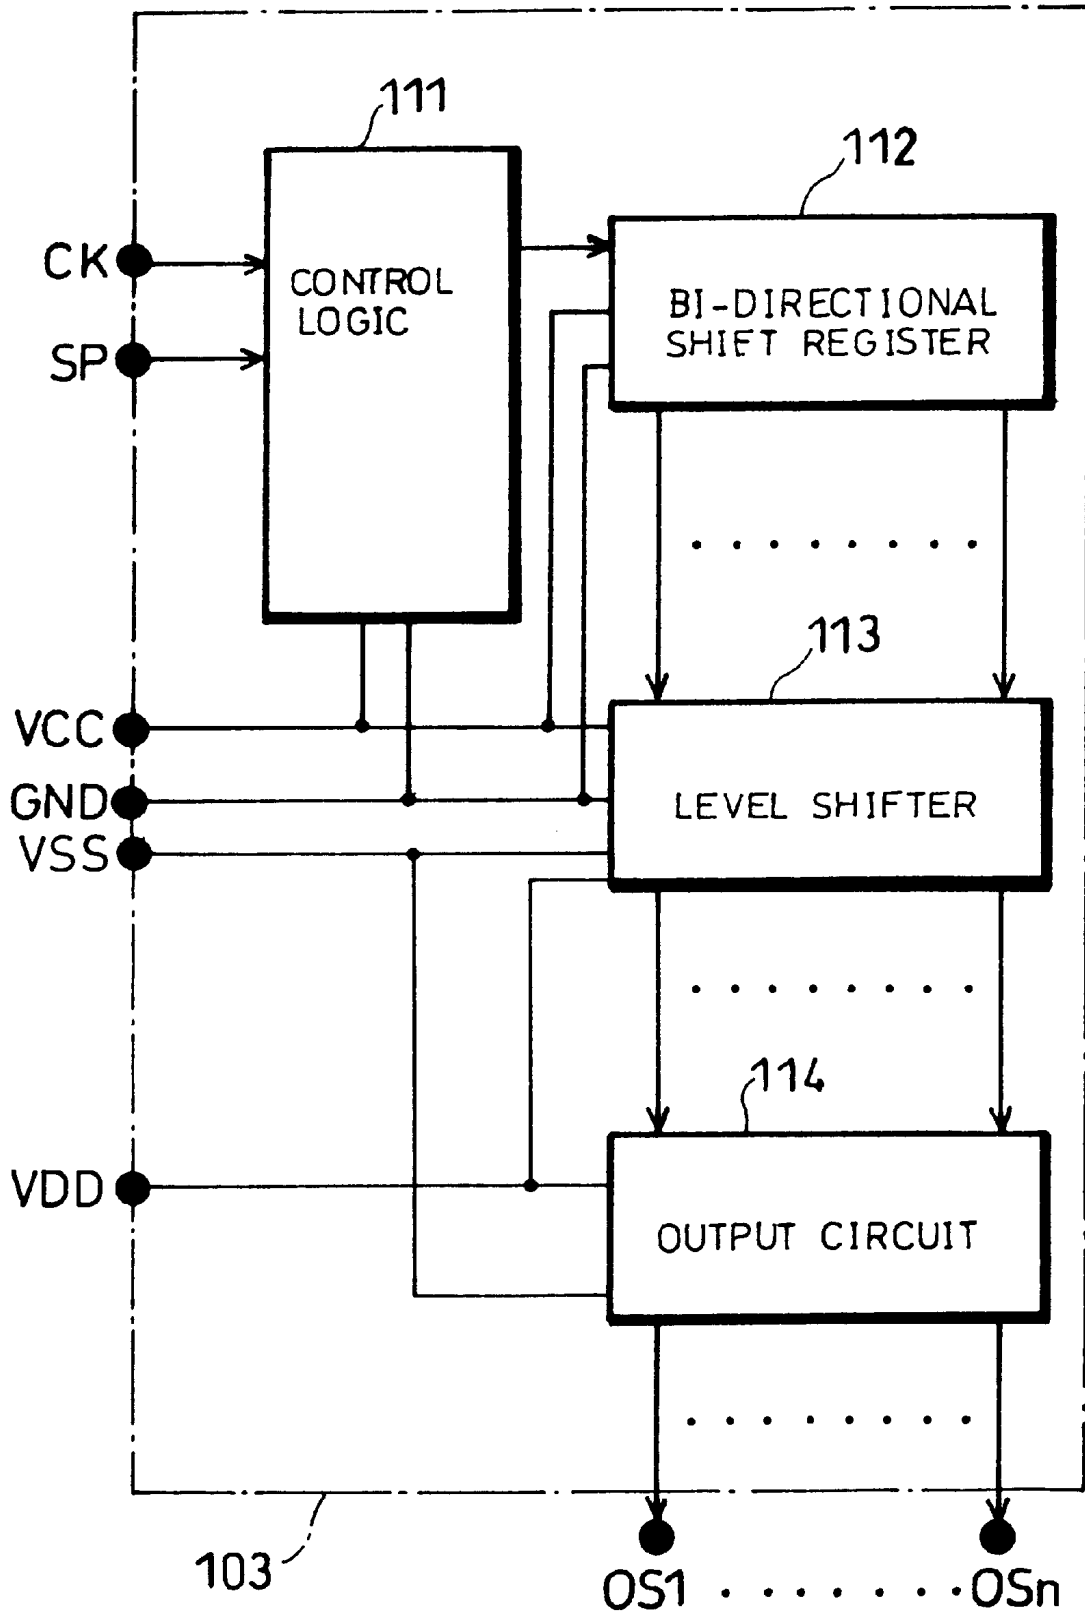 111
112
CK
SP
CONTROL
LOGIC
BI-DIRECTIONAL
SHIFT REGISTER
113
VCC
GND
VSS
LEVEL SHIFTER
114
VDD
OUTPUT CIRCUIT
103
OS1 ........ OSn